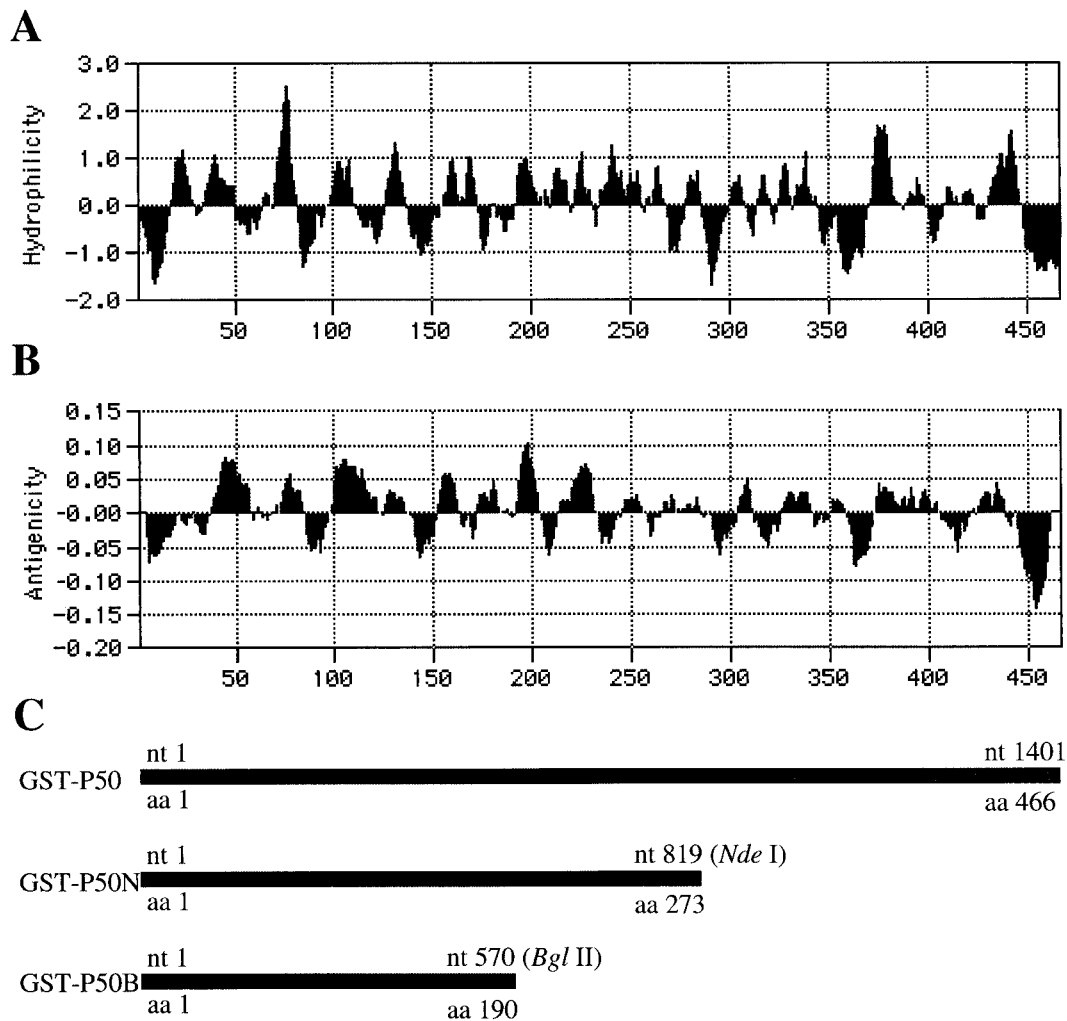 A
3.0
2.0
1.0
0.0
-1.0
-2.0
Hydrophilicity
50 100 150 200 250 300 350 400 450
B
0.15
0.10
0.05
-0.00
-0.05
-0.10
-0.15
-0.20
Antigenicity
50 100 150 200 250 300 350 400 450
C
nt 1 nt 1401
GST-P50
aa 1 aa 466
nt 1 nt 819 (Nde I)
GST-P50N
aa 1 aa 273
nt 1 nt 570 (Bgl II)
GST-P50B
aa 1 aa 190